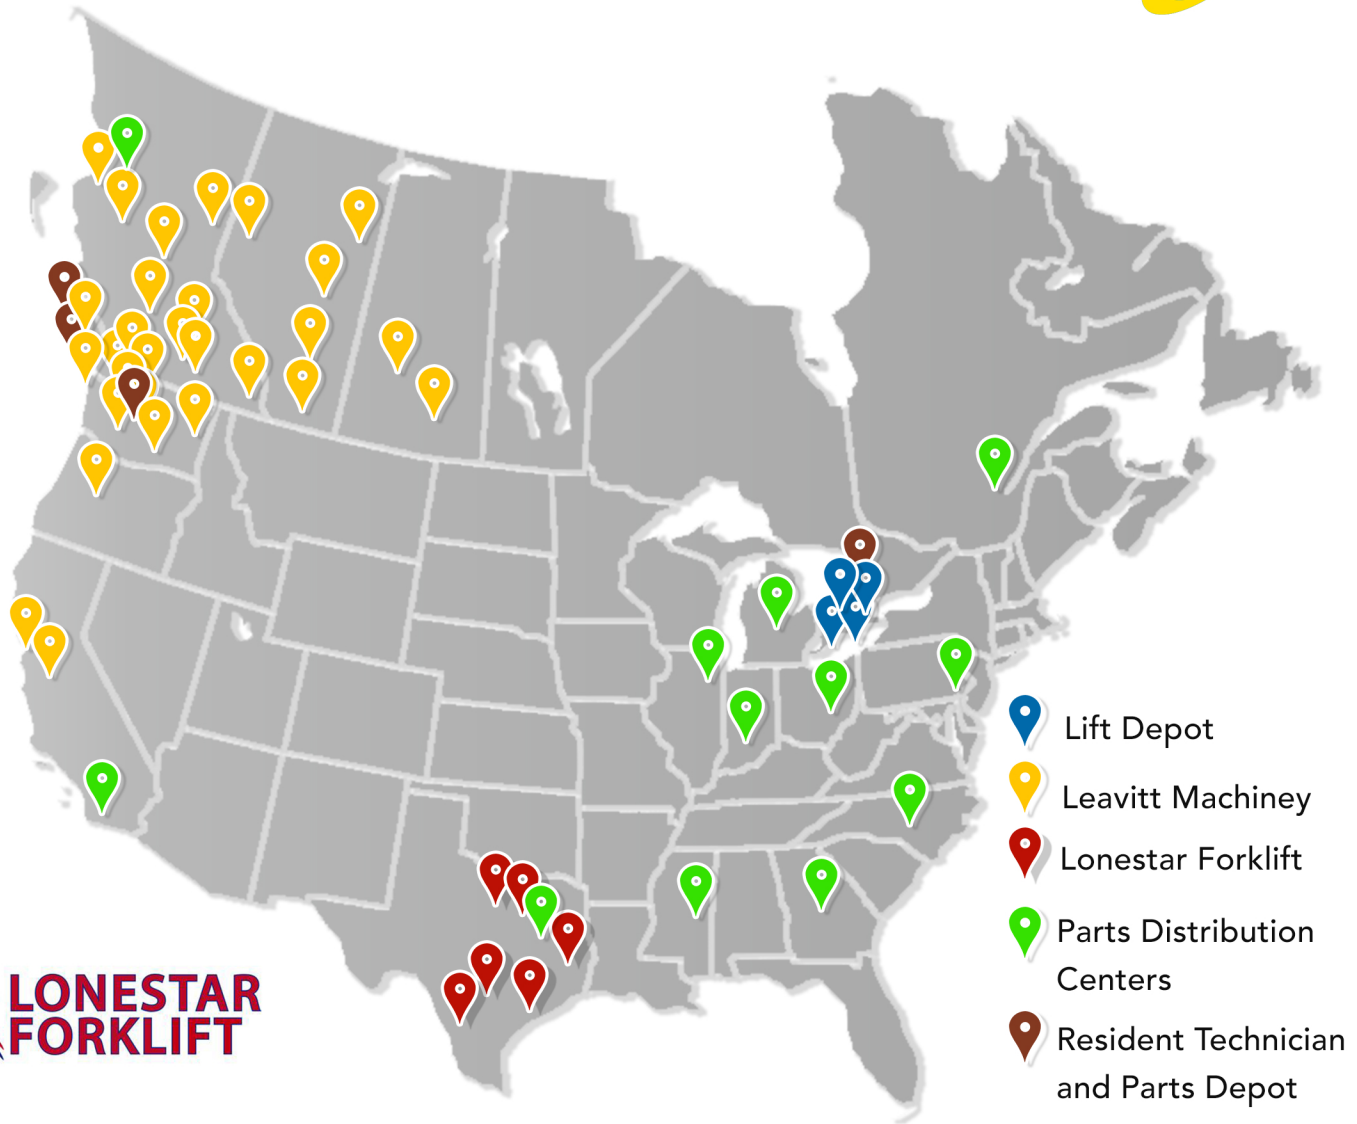 Lift Depot
Leavitt Machiney
Lonestar Forklift
Parts Distribution
Centers
Resident Technician
and Parts Depot
LONESTAR
FORKLIFT